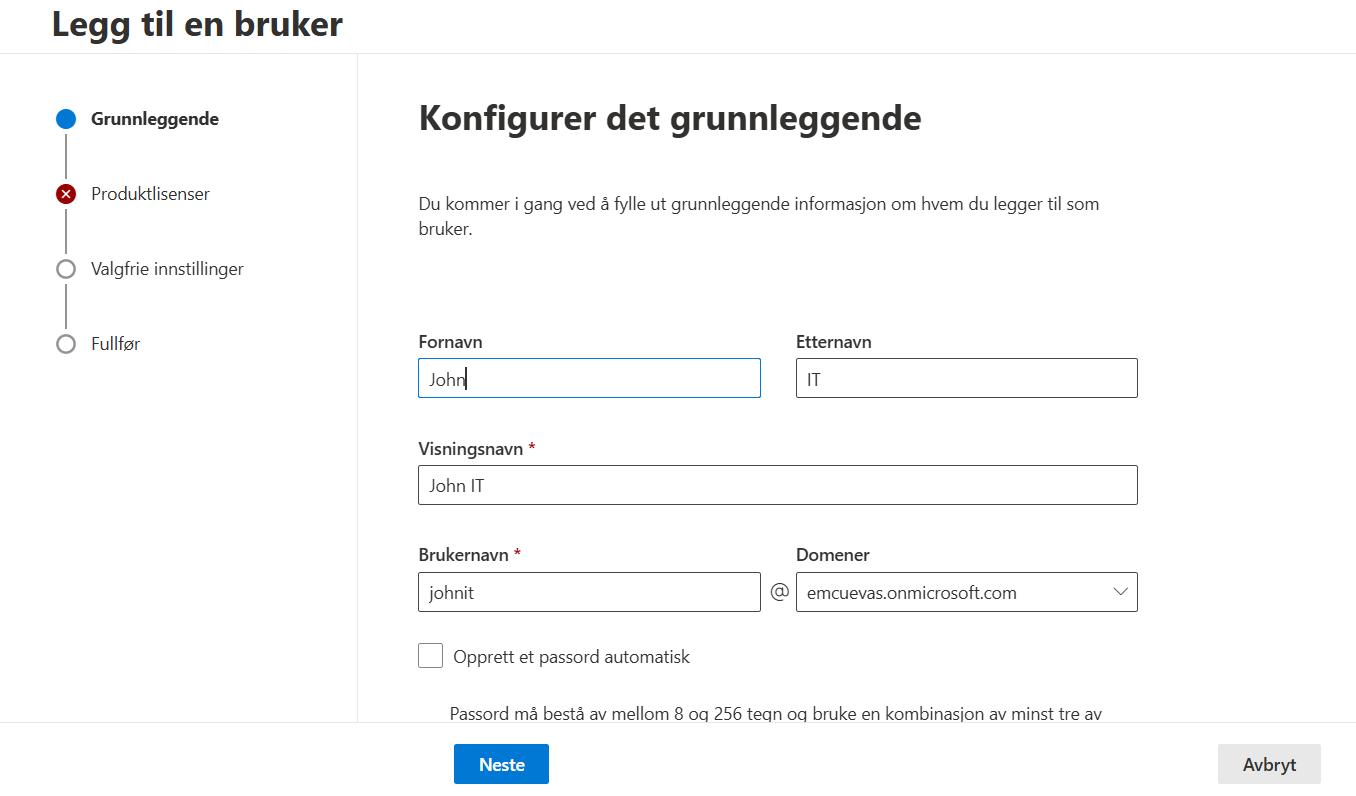 Legg til en bruker
Grunnleggende
Produktlisenser
Valgfrie innstillinger
Fullfør
Konfigurer det grunnleggende
Du kommer i gang ved å fylle ut grunnleggende informasjon om hvem du legger til som
bruker.
Fornavn
Etternavn
John
IT
Visningsnavn *
John IT
Brukernavn *
Domener
johnit
@
emcuevas.onmicrosoft.com
Opprett et passord automatisk
Passord må bestå av mellom 8 og 256 tegn og bruke en kombinasjon av minst tre av
Neste
Avbryt